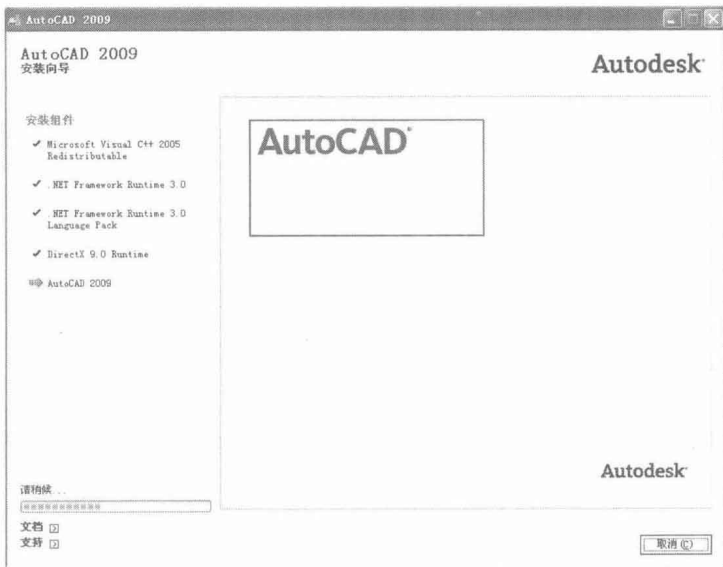 AutoCAD 2009
AutoCAD 2009
安装向导
Autodesk
安装组件
Microsoft Visual C++ 2005
Redistributable
.NET Framework Runtime 3.0
.NET Framework Runtime 3.0
Language Pack
DirectX 9.0 Runtime
AutoCAD 2009
AutoCAD
Autodesk
请稍候...
文档
支持
取消(C)